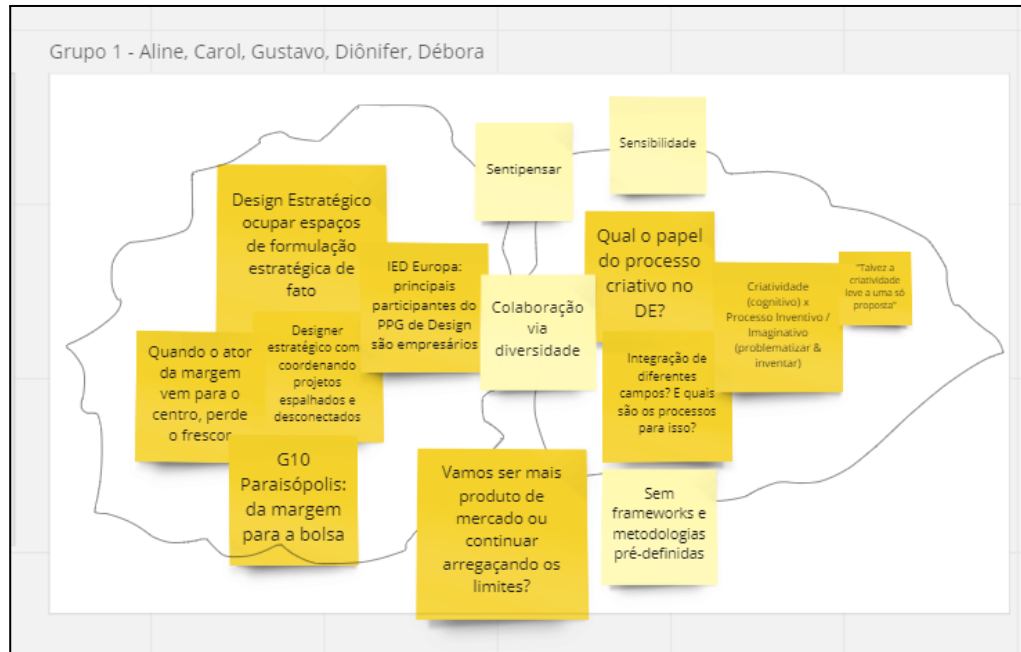 Grupo 1 - Aline, Carol, Gustavo, Diônifer, Débora
Sentipensar
Sensibilidade
Design Estratégico
ocupar espaços
de formulação
estratégica de
fato
IED Europa:
principais
participantes do
PPG de Design
são empresários
Quando o ator
da margem
vem para o
centro, perde
o frescor
Designer
estratégico com
coordenando
projetos
espalhados e
desconectados
G10
Paraisópolis:
da margem
para a bolsa
Colaboração
via
diversidade
Qual o papel
do processo
criativo no
DE?
Criatividade
(cognitivo) x
Processo Inventivo /
Imaginativo
(problematizar &
inventar)
"Talvez a
criatividade
leve a uma só
proposta"
Integração de
diferentes
campos? E quais
são os processos
para isso?
Vamos ser mais
produto de
mercado ou
continuar
arregaçando os
limites?
Sem
frameworks e
metodologias
pré-definidas